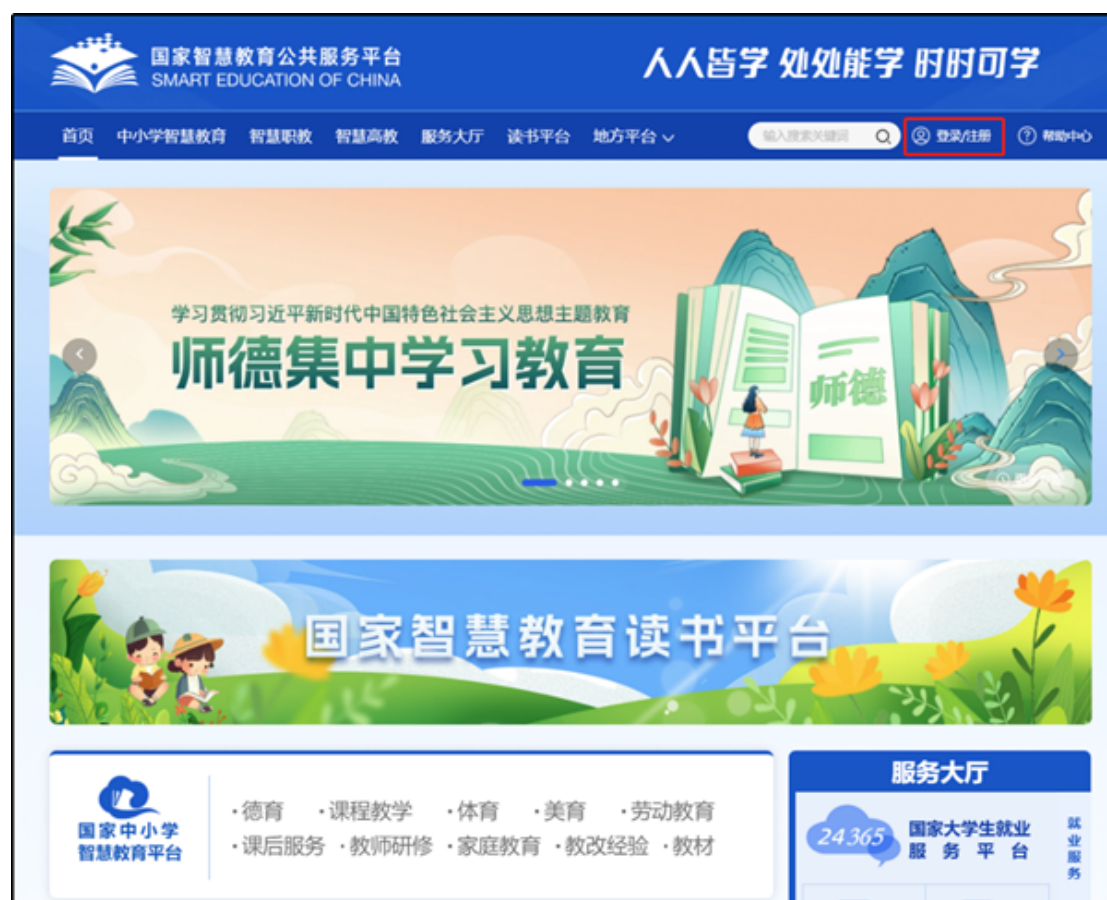 国家智慧教育公共服务平台
SMART EDUCATION OF CHINA
人人皆学 处处能学 时时可学
首页 中小学智慧教育 智慧职教 智慧高教 服务大厅 读书平台 地方平台 输入搜索关键词 登录/注册 帮助中心
学习贯彻习近平新时代中国特色社会主义思想主题教育
师德集中学习教育
师德
国家智慧教育读书平台
国家中小学
智慧教育平台
·德育 ·课程教学 ·体育 ·美育 ·劳动教育
·课后服务 ·教师研修 ·家庭教育 ·教改经验 ·教材
服务大厅
24365
国家大学生就业
服务平台
就业服务